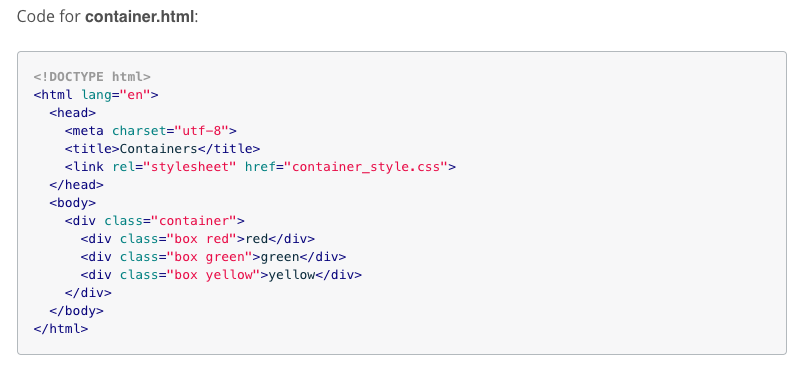 Code for container.html:
<!DOCTYPE html>
<html lang="en">
  <head>
    <meta charset="utf-8">
    <title>Containers</title>
    <link rel="stylesheet" href="container_style.css">
  </head>
  <body>
    <div class="container">
      <div class="box red">red</div>
      <div class="box green">green</div>
      <div class="box yellow">yellow</div>
    </div>
  </body>
</html>